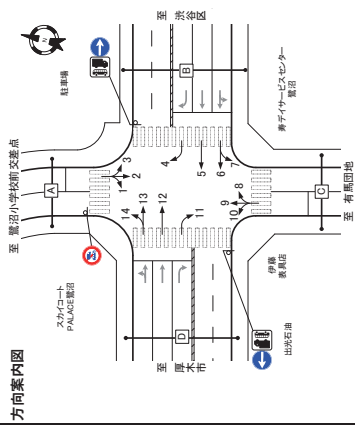 方向案内図
至 鷺沼小学校前交差点
至 渋谷区
至 有馬団地
至 厚木市
駐車場
寿デイサービスセンター
鷺沼
スカイコート
PALACE鷺沼
伊藤
表具店
出光石油
A
B
C
D
N
1
2
3
4
5
6
7
8
9
10
11
12
13
14